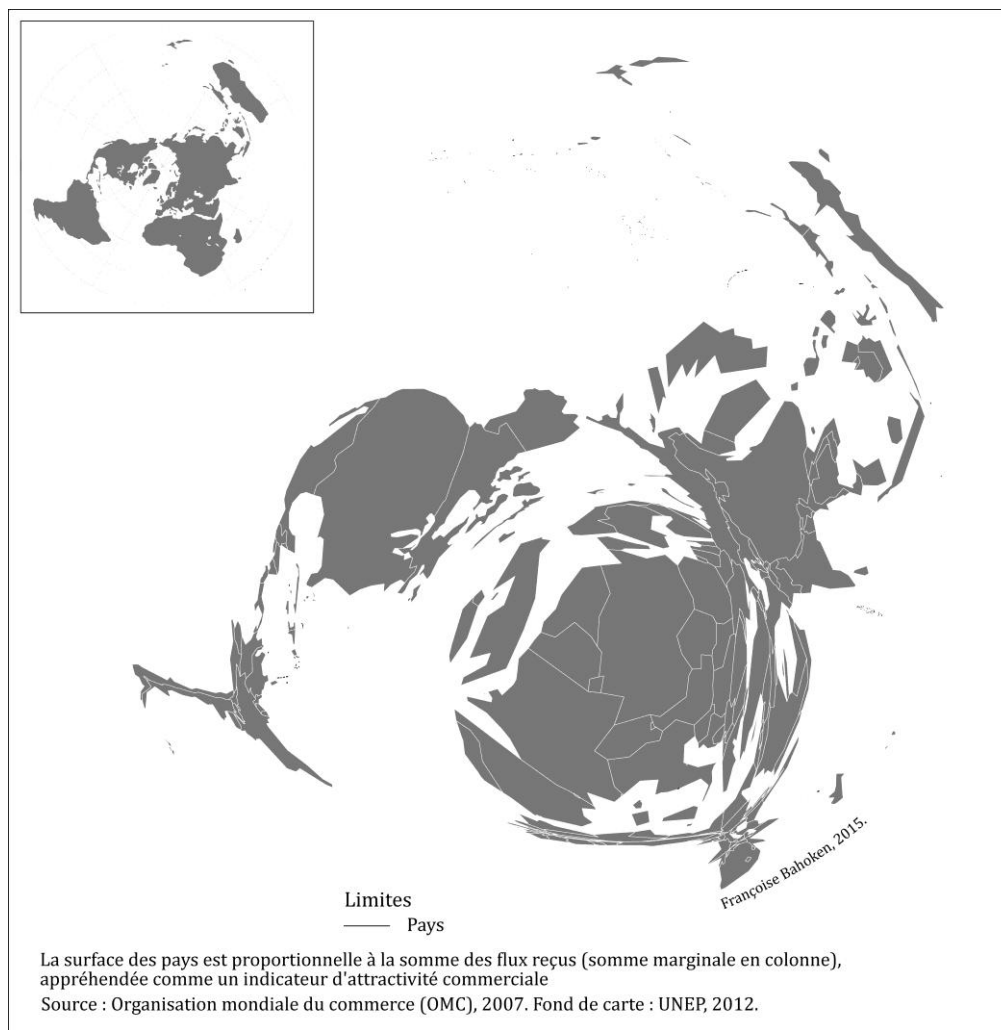 Françoise Bahoken, 2015.
Limites
Pays
La surface des pays est proportionnelle à la somme des flux reçus (somme marginale en colonne),
appréhendée comme un indicateur d'attractivité commerciale
Source : Organisation mondiale du commerce (OMC), 2007. Fond de carte : UNEP, 2012.